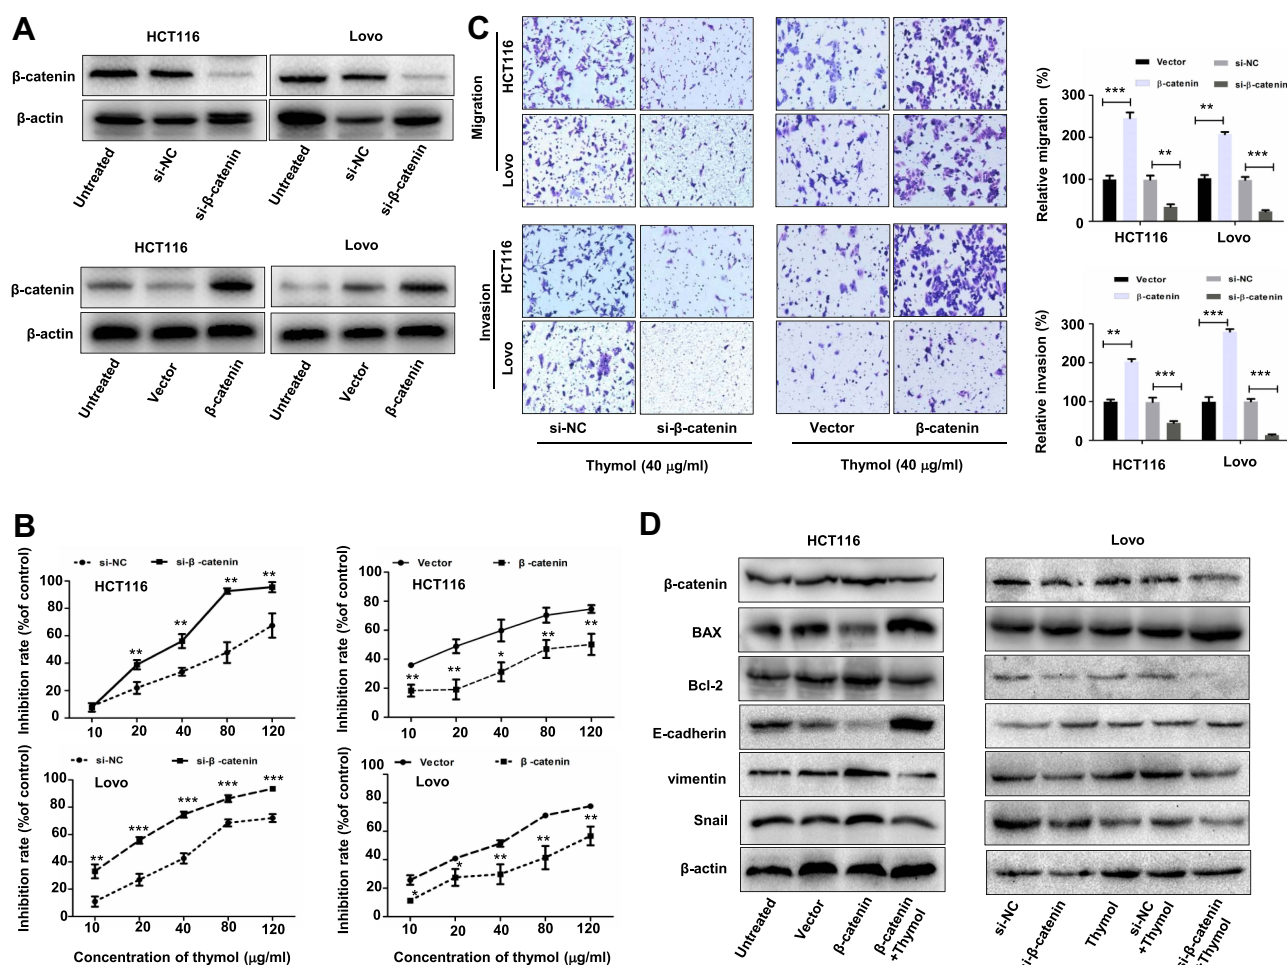 A
HCT116
Lovo
β-catenin
β-actin
Untreated
si-NC
si-β-catenin
Untreated
si-NC
si-β-catenin
HCT116
Lovo
β-catenin
β-actin
Untreated
Vector
β-catenin
Untreated
Vector
β-catenin
C
Migration
HCT116
Lovo
Invasion
HCT116
Lovo
si-NC
si-β-catenin
Vector
β-catenin
Thymol (40 μg/ml)
Thymol (40 μg/ml)
Vector
si-NC
β-catenin
si-β-catenin
Relative migration (%)
300
200
100
0
***
**
**
***
HCT116
Lovo
Vector
si-NC
β-catenin
si-β-catenin
Relative invasion (%)
300
200
100
0
**
***
***
***
HCT116
Lovo
B
si-NC
si-β -catenin
HCT116
Inhibition rate (%of control)
100
80
60
40
20
0
**
**
**
**
10
20
40
80
120
Vector
β -catenin
HCT116
Inhibition rate (%of control)
100
80
60
40
20
0
**
**
*
**
**
10
20
40
80
120
si-NC
si-β -catenin
Lovo
Inhibition rate (%of control)
100
80
60
40
20
0
**
***
***
***
***
10
20
40
80
120
Concentration of thymol (μg/ml)
Vector
β -catenin
Lovo
Inhibition rate (%of control)
100
80
60
40
20
0
*
*
**
**
**
10
20
40
80
120
Concentration of thymol (μg/ml)
D
HCT116
Lovo
β-catenin
BAX
Bcl-2
E-cadherin
vimentin
Snail
β-actin
Untreated
Vector
β-catenin
β-catenin
+Thymol
si-NC
si-β-catenin
Thymol
si-NC
+Thymol
si-β-catenin
+Thymol